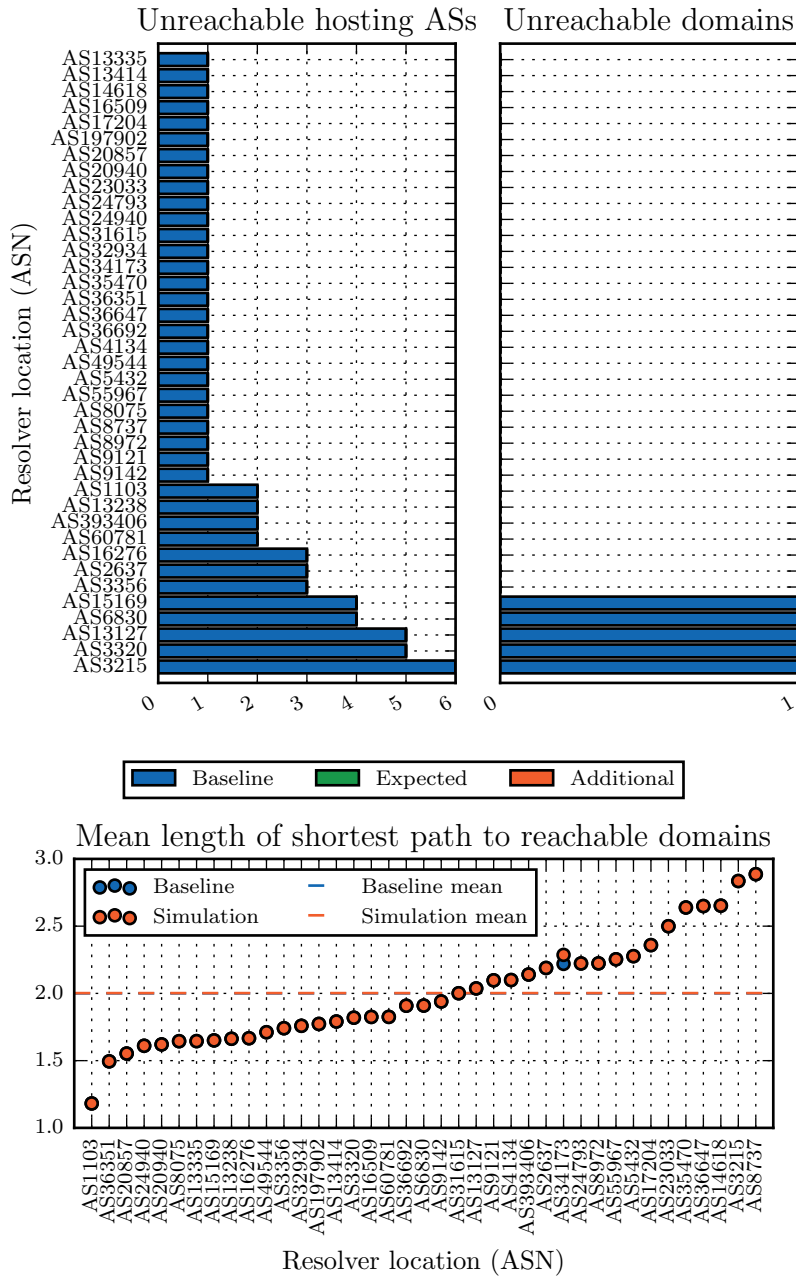 Unreachable hosting ASs
Unreachable domains
Resolver location (ASN)
AS13335
AS13414
AS14618
AS16509
AS17204
AS197902
AS20857
AS20940
AS23033
AS24793
AS24940
AS31615
AS32934
AS34173
AS35470
AS36351
AS36647
AS36692
AS4134
AS49544
AS5432
AS55967
AS8075
AS8737
AS8972
AS9121
AS9142
AS1103
AS13238
AS393406
AS60781
AS16276
AS2637
AS3356
AS15169
AS6830
AS13127
AS3320
AS3215
0 1 2 3 4 5 6
0 1
Baseline Expected Additional
Mean length of shortest path to reachable domains
3.0
2.5
2.0
1.5
1.0
Baseline Baseline mean
Simulation Simulation mean
AS1103
AS36351
AS20857
AS24940
AS20940
AS8075
AS13335
AS15169
AS13238
AS16276
AS49544
AS3356
AS32934
AS197902
AS13414
AS3320
AS16509
AS60781
AS36692
AS6830
AS9142
AS31615
AS13127
AS9121
AS4134
AS393406
AS2637
AS34173
AS24793
AS8972
AS55967
AS5432
AS17204
AS23033
AS35470
AS36647
AS14618
AS3215
AS8737
Resolver location (ASN)